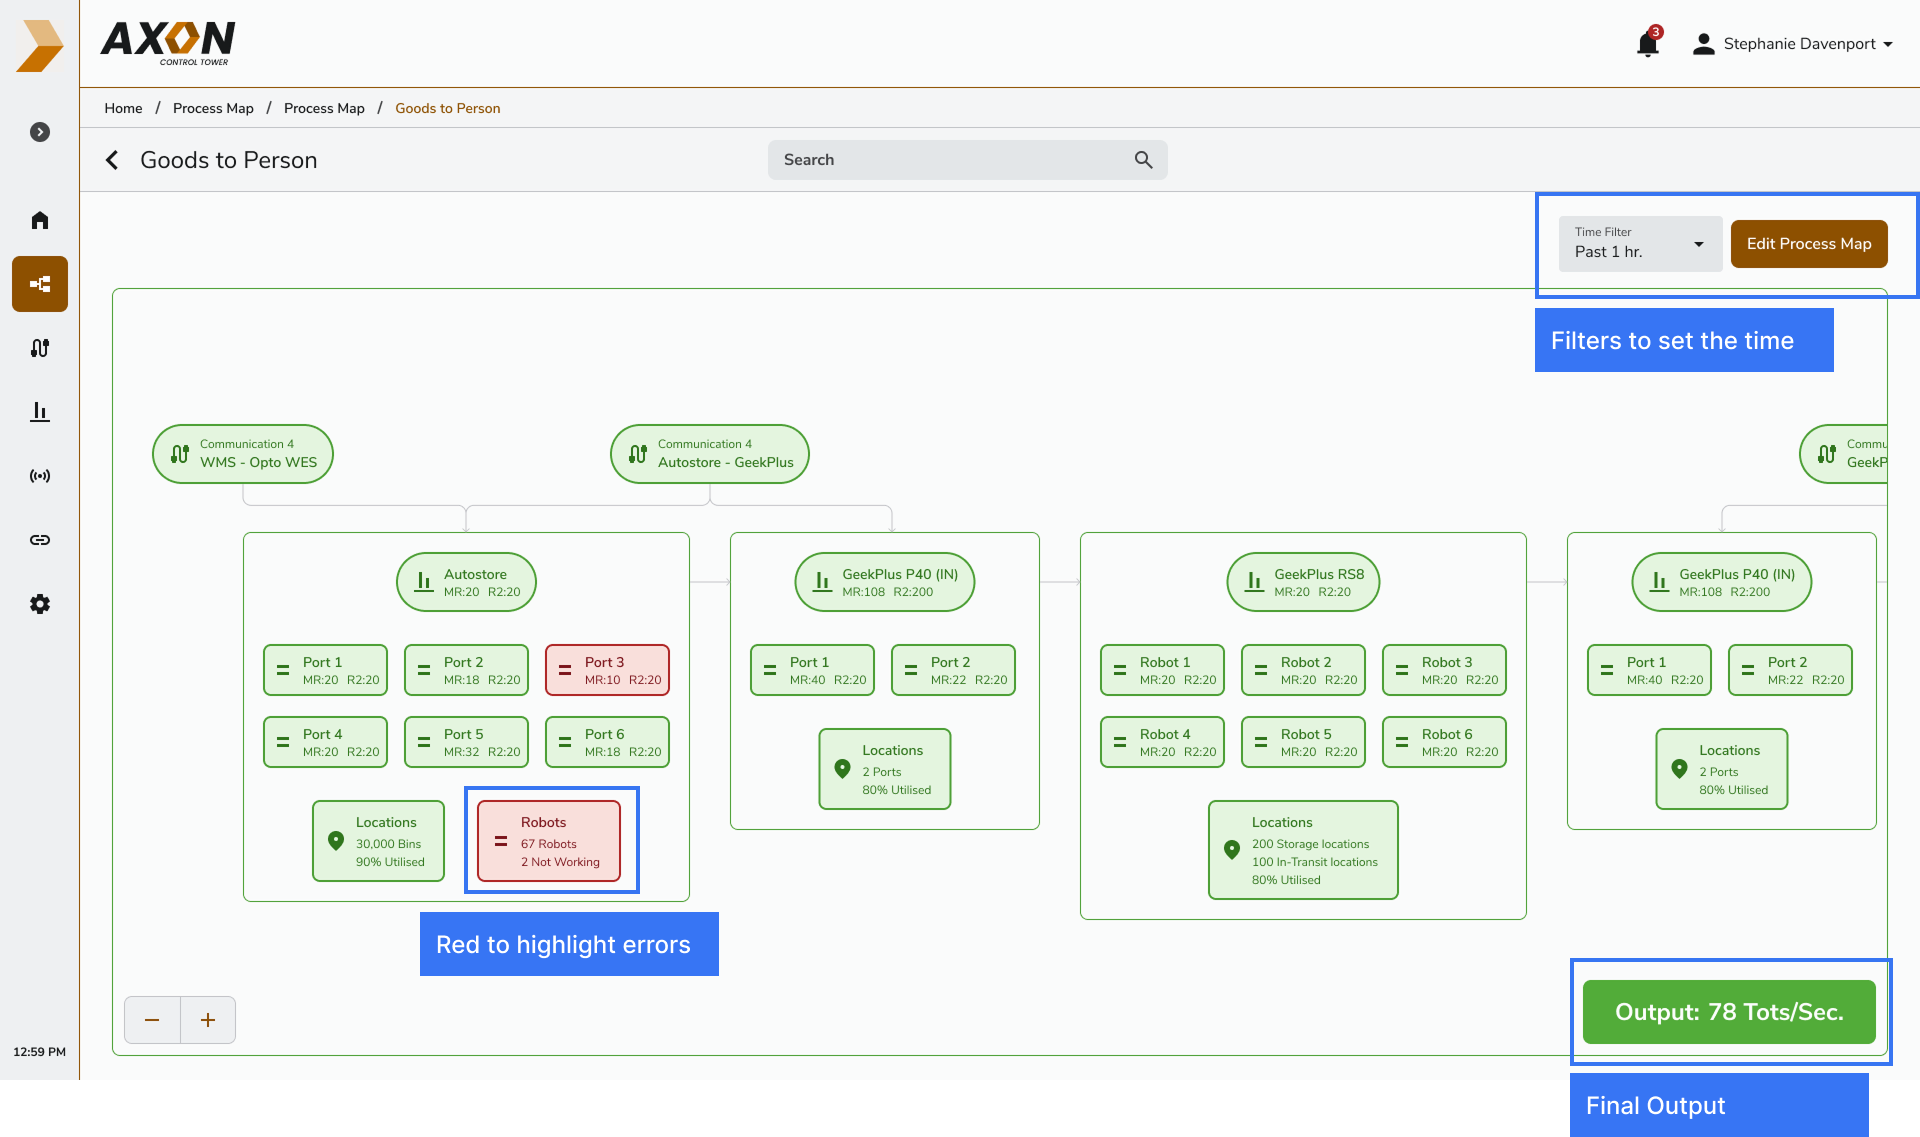 AXON
CONTROL TOWER
3
Stephanie Davenport
Home / Process Map / Process Map / Goods to Person
Goods to Person
Search
Time Filter
Past 1 hr.
Edit Process Map
Filters to set the time
Communication 4
WMS - Opto WES
Communication 4
Autostore - GeekPlus
Commu
GeekP
Autostore
MR:20 R2:20
Port 1
MR:20 R2:20
Port 2
MR:18 R2:20
Port 3
MR:10 R2:20
Port 4
MR:20 R2:20
Port 5
MR:32 R2:20
Port 6
MR:18 R2:20
Locations
30,000 Bins
90% Utilised
Robots
67 Robots
2 Not Working
Red to highlight errors
GeekPlus P40 (IN)
MR:108 R2:200
Port 1
MR:40 R2:20
Port 2
MR:22 R2:20
Locations
2 Ports
80% Utilised
GeekPlus RS8
MR:20 R2:20
Robot 1
MR:20 R2:20
Robot 2
MR:20 R2:20
Robot 3
MR:20 R2:20
Robot 4
MR:20 R2:20
Robot 5
MR:20 R2:20
Robot 6
MR:20 R2:20
Locations
200 Storage locations
100 In-Transit locations
80% Utilised
GeekPlus P40 (IN)
MR:108 R2:200
Port 1
MR:40 R2:20
Port 2
MR:22 R2:20
Locations
2 Ports
80% Utilised
Output: 78 Tots/Sec.
Final Output
12:59 PM